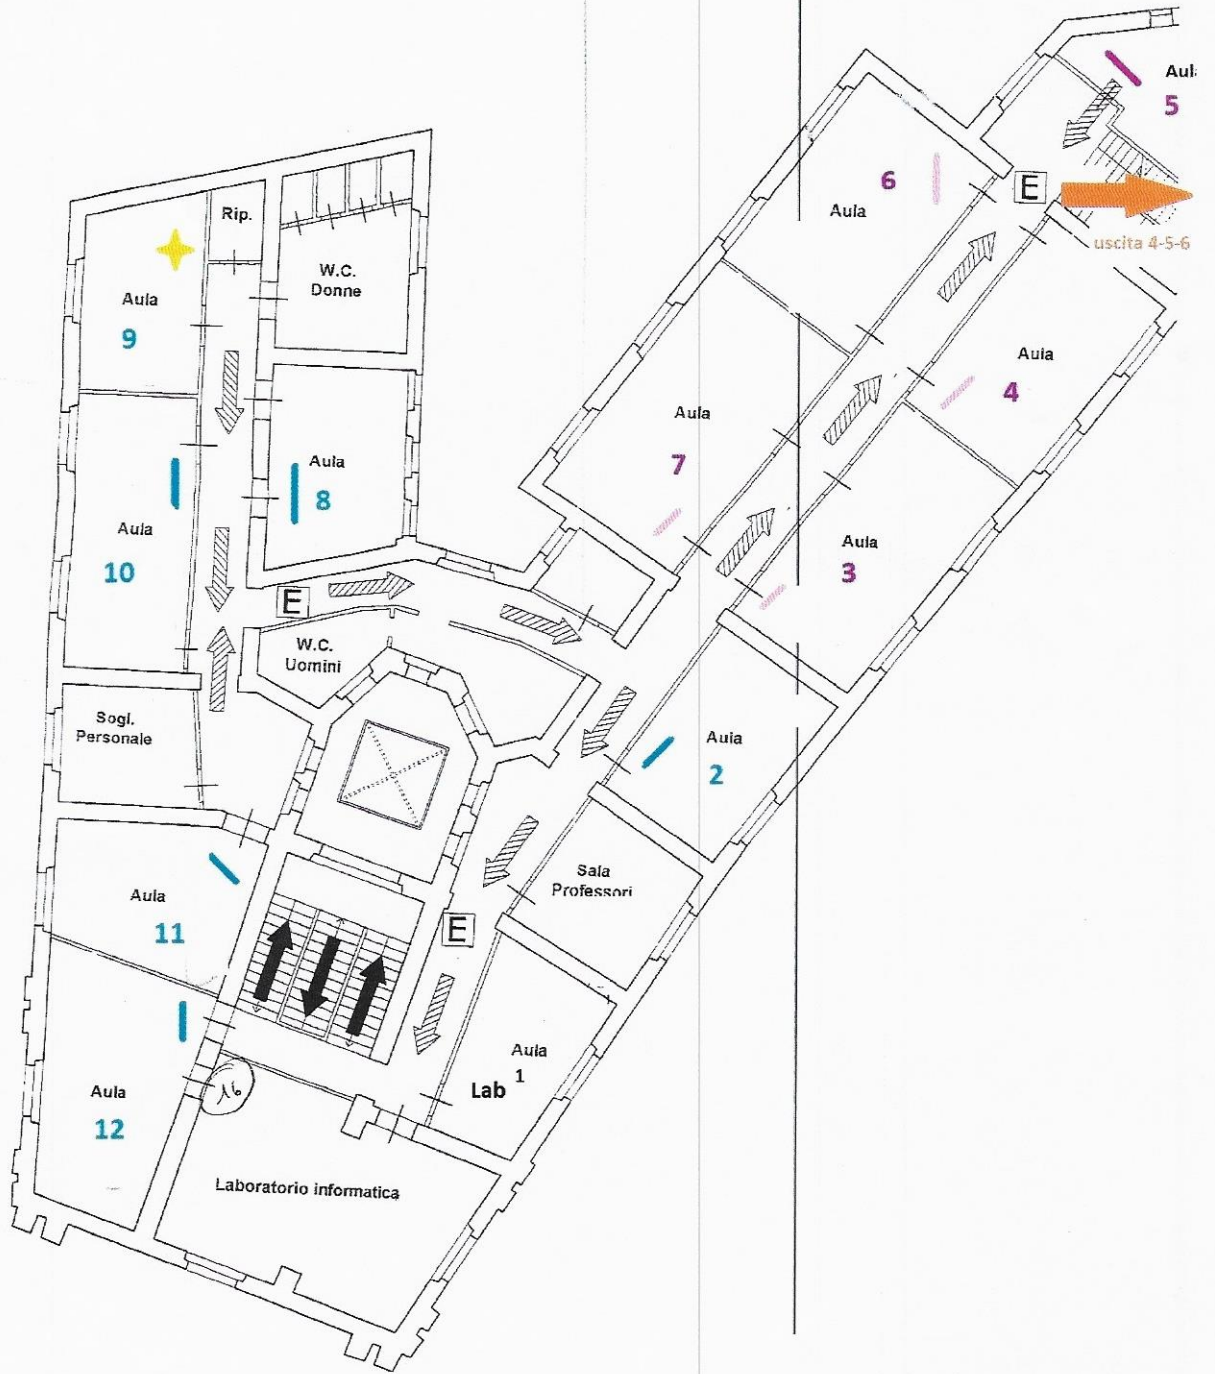 Aul
5
6
Aula
E
uscita 4-5-6
Rip.
W.C.
Donne
Aula
9
Aula
4
Aula
7
Aula
8
Aula
10
Aula
3
E
W.C.
Uomini
Sogl.
Personale
Aula
2
Sala
Professori
Aula
11
E
Aula
1
Lab
Aula
12
16
Laboratorio informatica